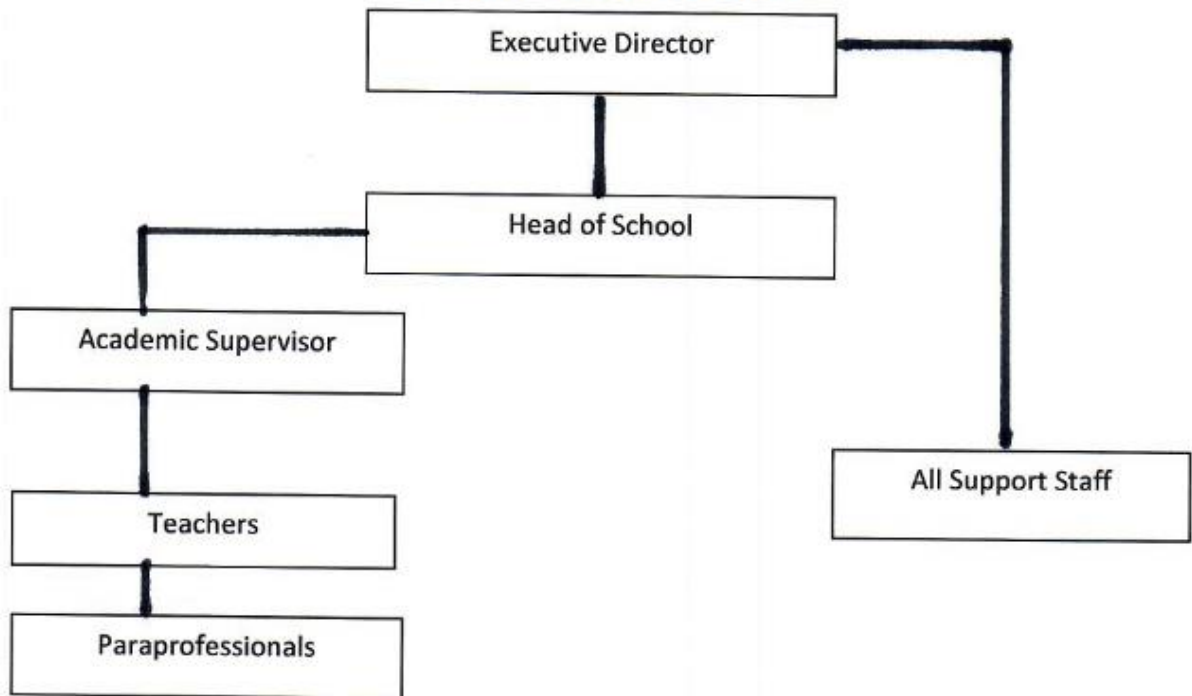 Executive Director
Head of School
Academic Supervisor
Teachers
All Support Staff
Paraprofessionals